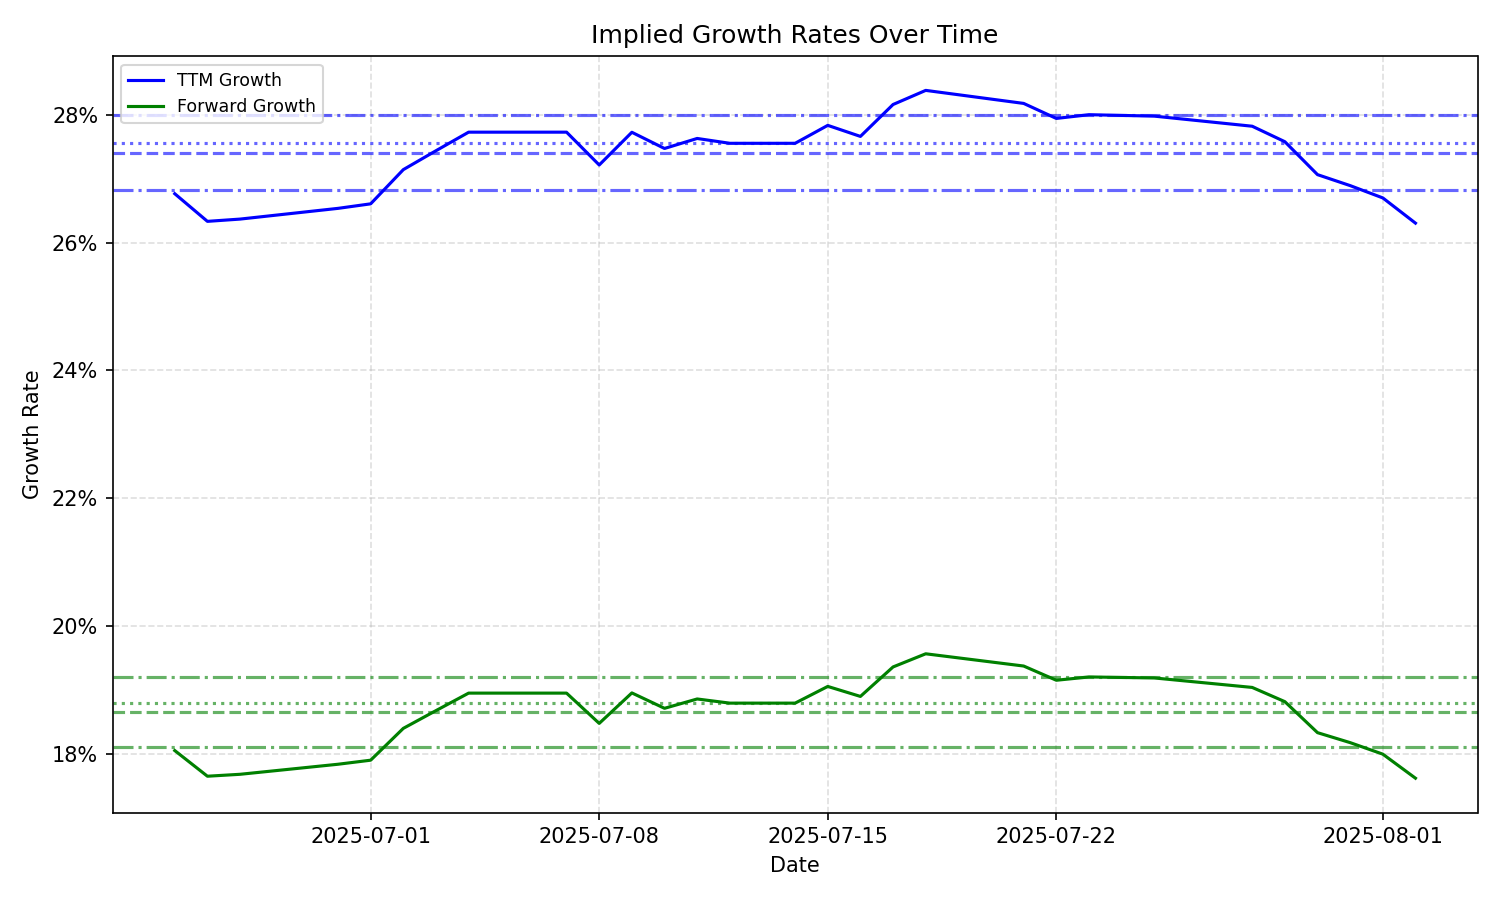 Implied Growth Rates Over Time
TTM Growth
Forward Growth
28%
26%
24%
22%
20%
18%
Growth Rate
2025-07-01
2025-07-08
2025-07-15
2025-07-22
2025-08-01
Date